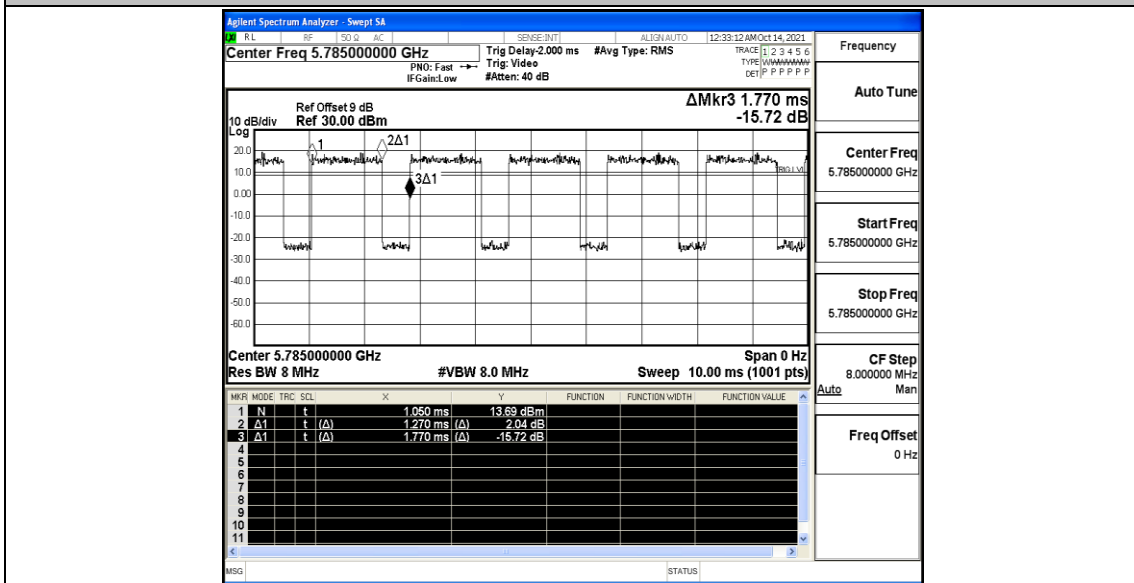 Agilent Spectrum Analyzer - Swept SA
LXI RL RF 50 Ω AC SENSE:INT ALIGN AUTO 12:33:12 AM Oct 14, 2021
Center Freq 5.785000000 GHz
PNO: Fast
IFGain:Low
Trig Delay-2.000 ms
Trig: Video
#Atten: 40 dB
#Avg Type: RMS
TRACE 1 2 3 4 5 6
TYPE WWWWWW
DET P P P P P P
Ref Offset 9 dB
Ref 30.00 dBm
ΔMkr3 1.770 ms
-15.72 dB
10 dB/div
Log
20.0
10.0
0.00
-10.0
-20.0
-30.0
-40.0
-50.0
-60.0
1
2Δ1
3Δ1
TRIG LVL
Center 5.785000000 GHz Span 0 Hz
Res BW 8 MHz #VBW 8.0 MHz Sweep 10.00 ms (1001 pts)
MKR MODE TRC SCL X Y FUNCTION FUNCTION WIDTH FUNCTION VALUE
1 N t 1.050 ms 13.69 dBm
2 Δ1 t (Δ) 1.270 ms (Δ) 2.04 dB
3 Δ1 t (Δ) 1.770 ms (Δ) -15.72 dB
4
5
6
7
8
9
10
11
MSG STATUS
Frequency
Auto Tune
Center Freq
5.785000000 GHz
Start Freq
5.785000000 GHz
Stop Freq
5.785000000 GHz
CF Step
8.000000 MHz
Auto Man
Freq Offset
0 Hz